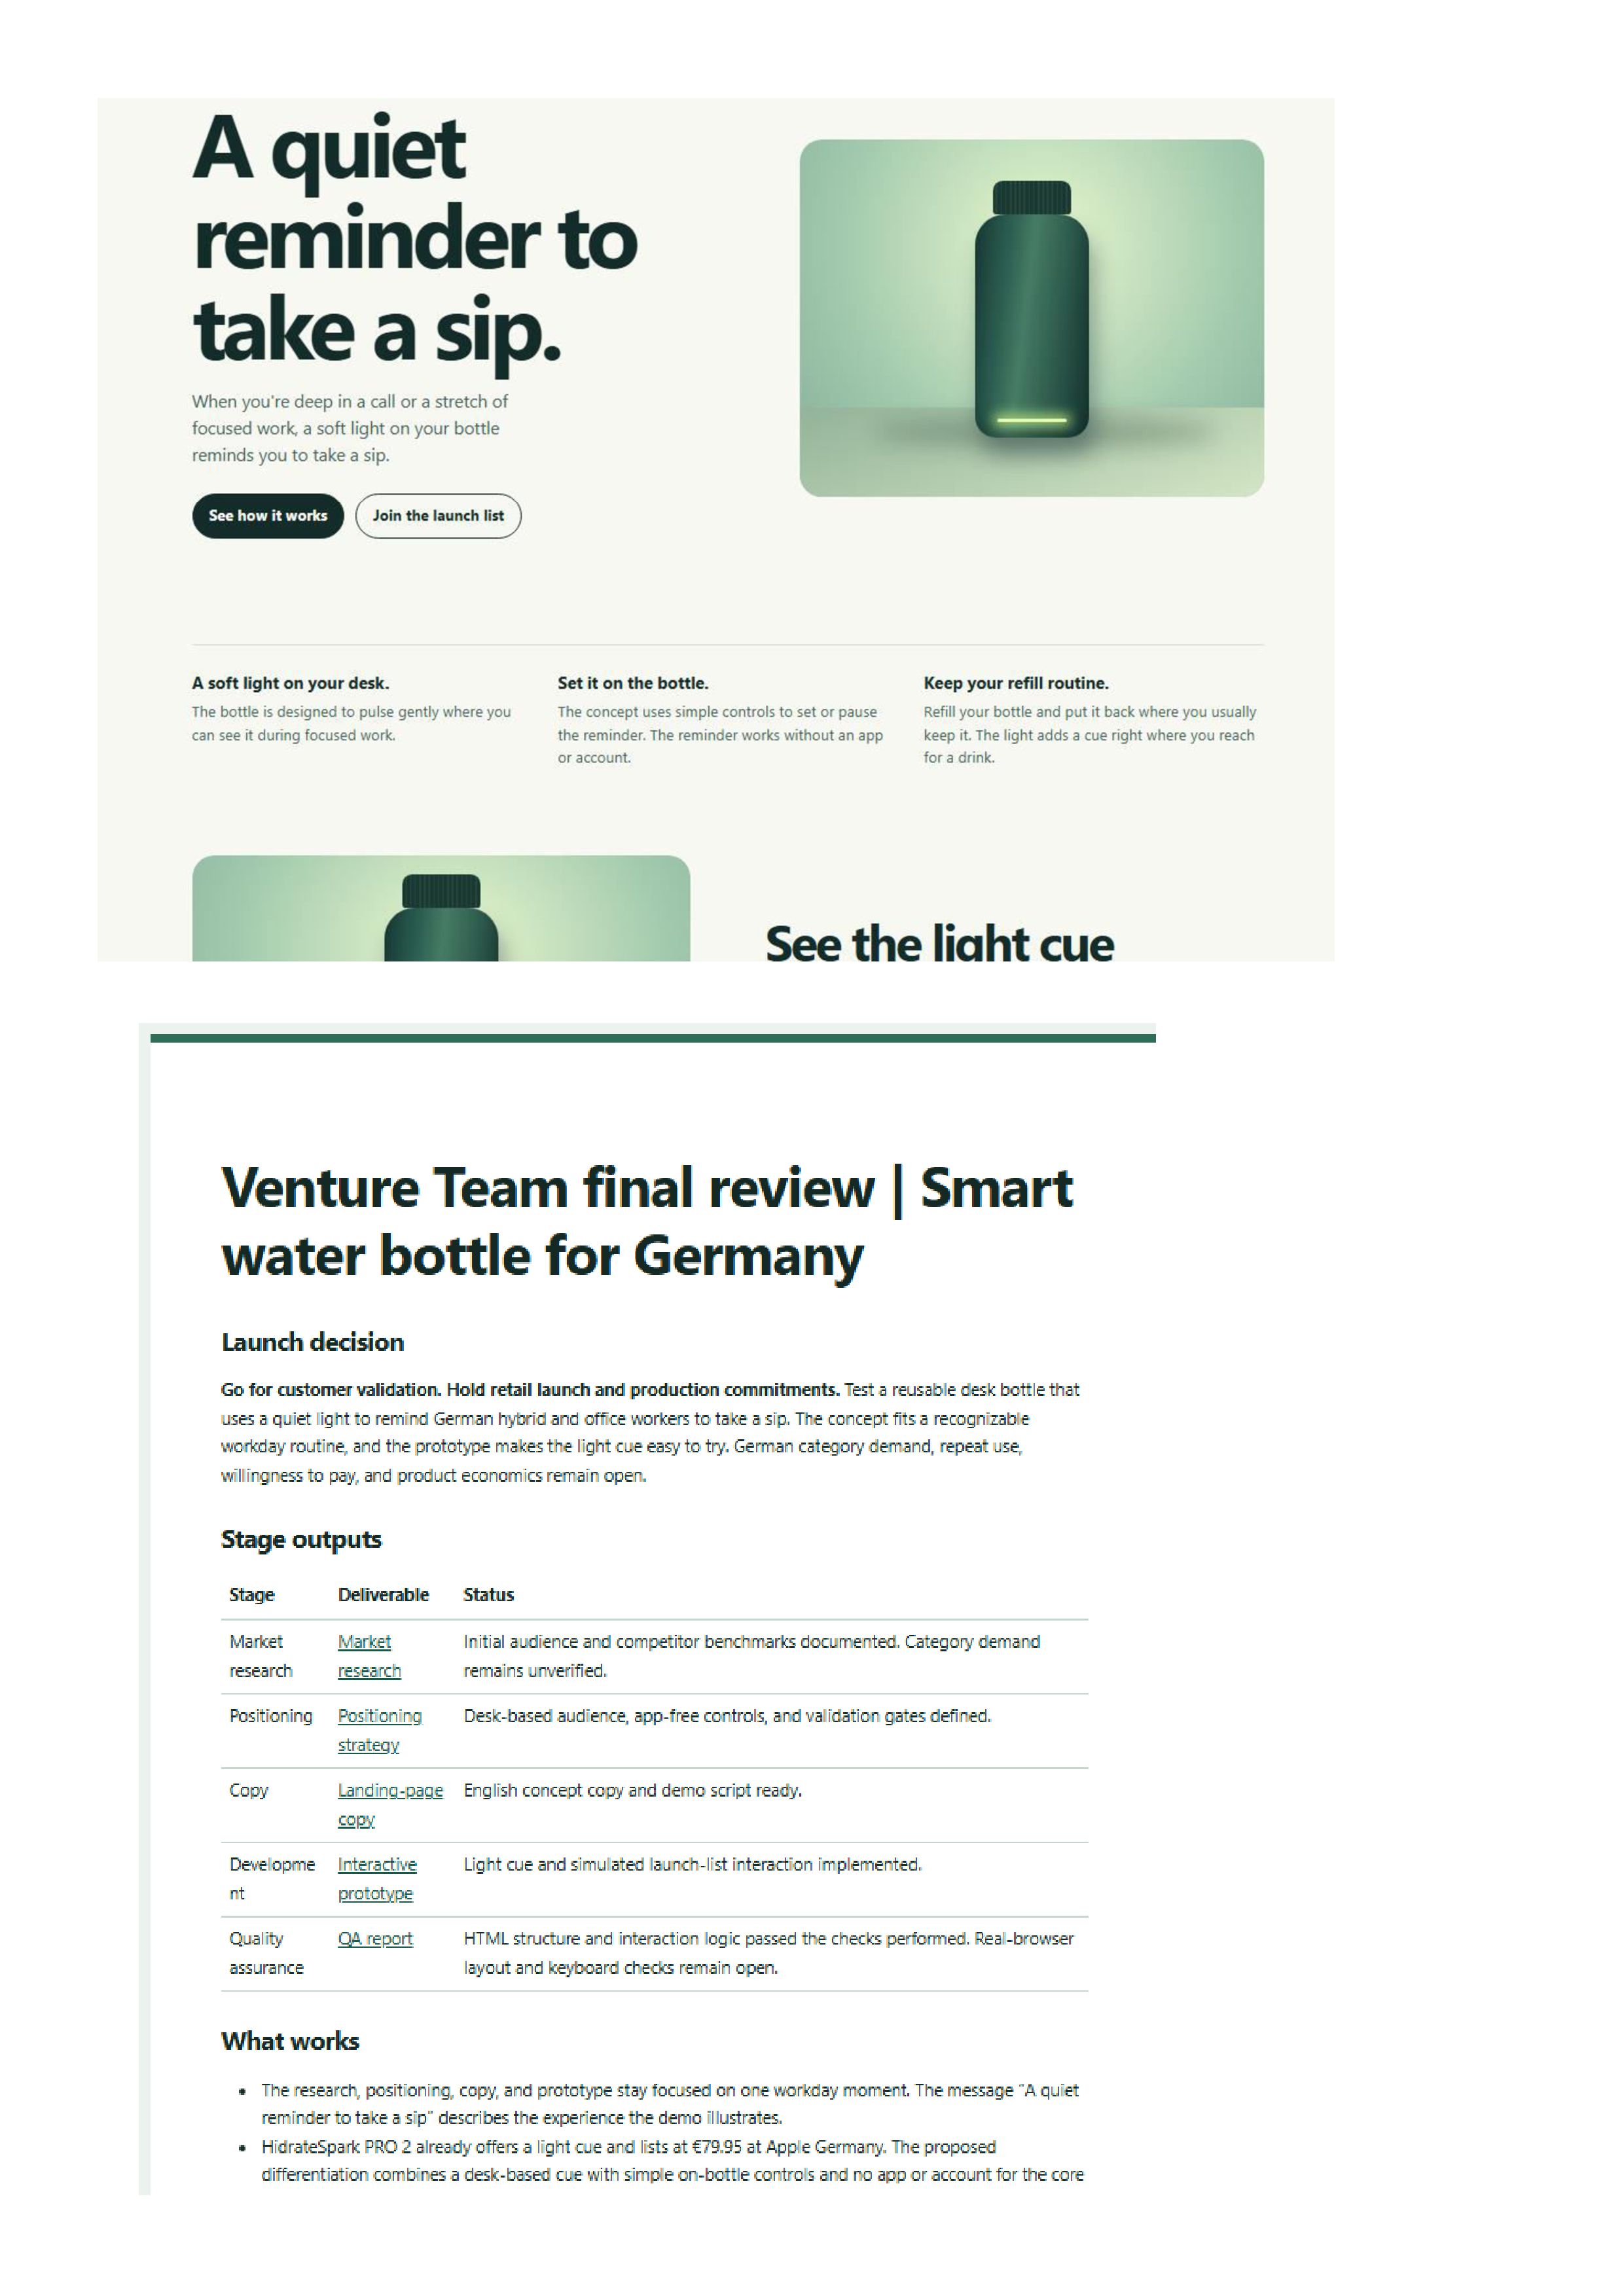 A quiet
reminder to
take a sip.
When you're deep in a call or a stretch of
focused work, a soft light on your bottle
reminds you to take a sip.
See how it works
Join the launch list
A soft light on your desk.
The bottle is designed to pulse gently where you
can see it during focused work.
Set it on the bottle.
The concept uses simple controls to set or pause
the reminder. The reminder works without an app
or account.
Keep your refill routine.
Refill your bottle and put it back where you usually
keep it. The light adds a cue right where you reach
for a drink.
See the light cue
Venture Team final review | Smart
water bottle for Germany
Launch decision
Go for customer validation. Hold retail launch and production commitments. Test a reusable desk bottle that
uses a quiet light to remind German hybrid and office workers to take a sip. The concept fits a recognizable
workday routine, and the prototype makes the light cue easy to try. German category demand, repeat use,
willingness to pay, and product economics remain open.
Stage outputs
Stage Deliverable Status
Market Market Initial audience and competitor benchmarks documented. Category demand
research research remains unverified.
Positioning Positioning Desk-based audience, app-free controls, and validation gates defined.
strategy
Copy Landing-page English concept copy and demo script ready.
copy
Developme Interactive Light cue and simulated launch-list interaction implemented.
nt prototype
Quality QA report HTML structure and interaction logic passed the checks performed. Real-browser
assurance layout and keyboard checks remain open.
What works
• The research, positioning, copy, and prototype stay focused on one workday moment. The message "A quiet
reminder to take a sip" describes the experience the demo illustrates.
• HidrateSpark PRO 2 already offers a light cue and lists at €79.95 at Apple Germany. The proposed
differentiation combines a desk-based cue with simple on-bottle controls and no app or account for the core